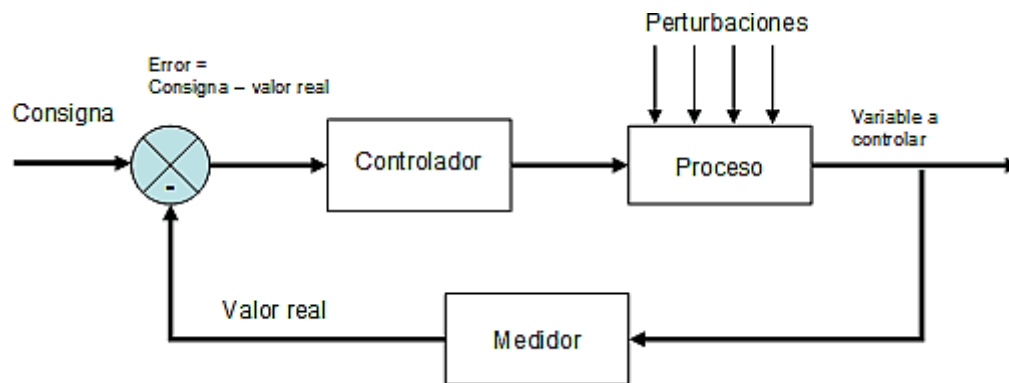 Perturbaciones
Error =
Consigna – valor real
Consigna
Variable a
controlar
Controlador
Proceso
-
Valor real
Medidor